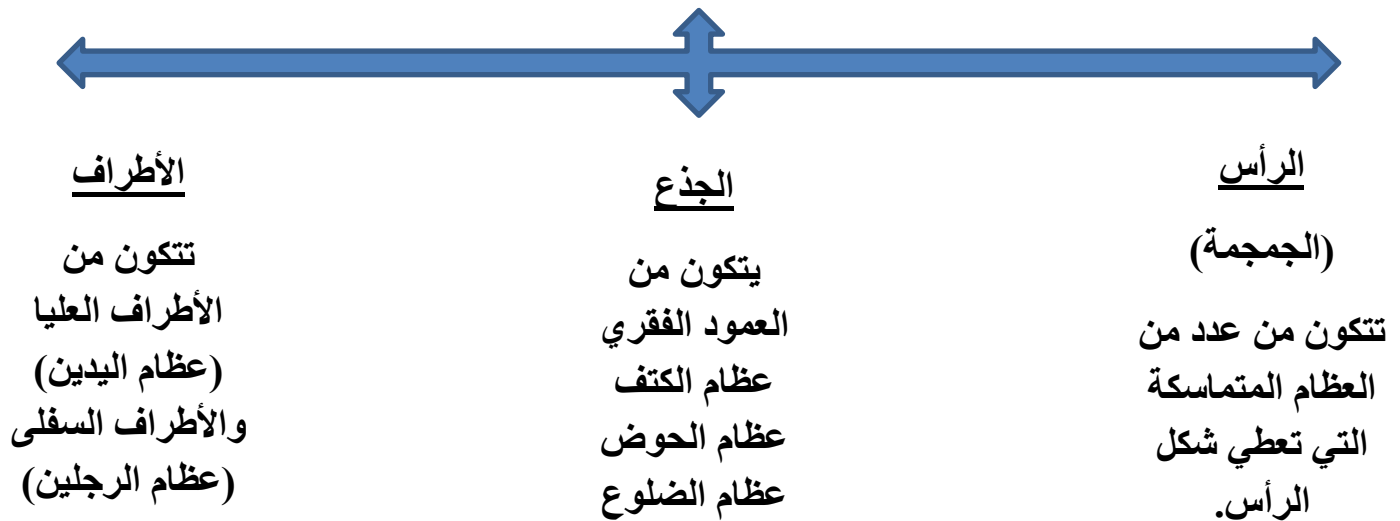 الرأس
(الجمجمة)
تتكون من عدد من
العظام المتماسكة
التي تعطي شكل
الرأس.
الجذع
يتكون من
العمود الفقري
عظام الكتف
عظام الحوض
عظام الضلوع
الأطراف
تتكون من
الأطراف العليا
(عظام اليدين)
والأطراف السفلى
(عظام الرجلين)